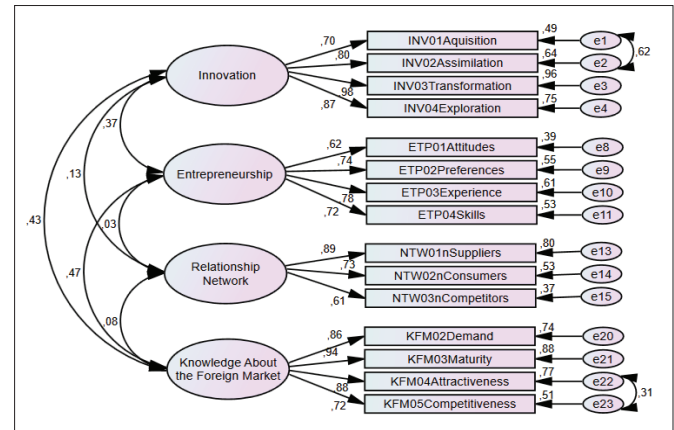 ,70 ,49
INV01Aquisition e1
,80 ,64 ,62
INV02Assimilation e2
Innovation ,96
INV03Transformation e3
,98 ,75
,87 INV04Exploration e4
,37
,62 ,39
ETP01Attitudes e8
,74 ,55
ETP02Preferences e9
,13 Entrepreneurship ,61
ETP03Experience e10
,78 ,53
,72 ETP04Skills e11
,43 ,03
,89 ,80
NTW01nSuppliers e13
,47 Relationship ,73 ,53
Network NTW02nConsumers e14
,37
,61 NTW03nCompetitors e15
,08
,86 ,74
KFM02Demand e20
,94 ,88
Knowledge About KFM03Maturity e21
the Foreign Market ,77
KFM04Attractiveness e22
,88 ,51 ,31
,72 KFM05Competitiveness e23